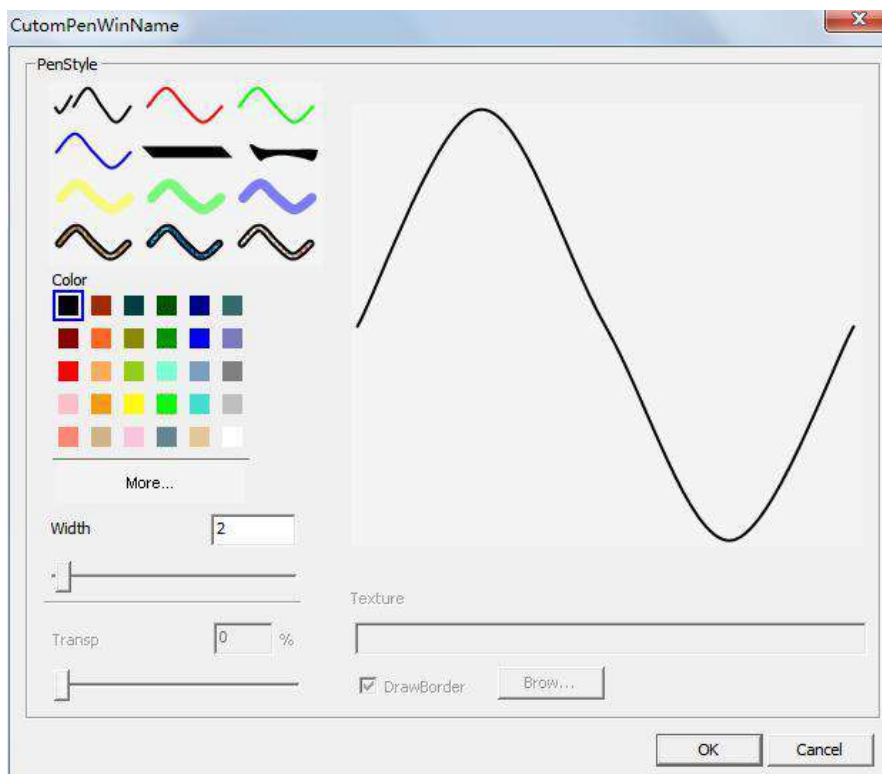 CutomPenWinName
PenStyle
Color
More...
Width
2
Texture
Transp
0
%
DrawBorder
Brow...
OK
Cancel